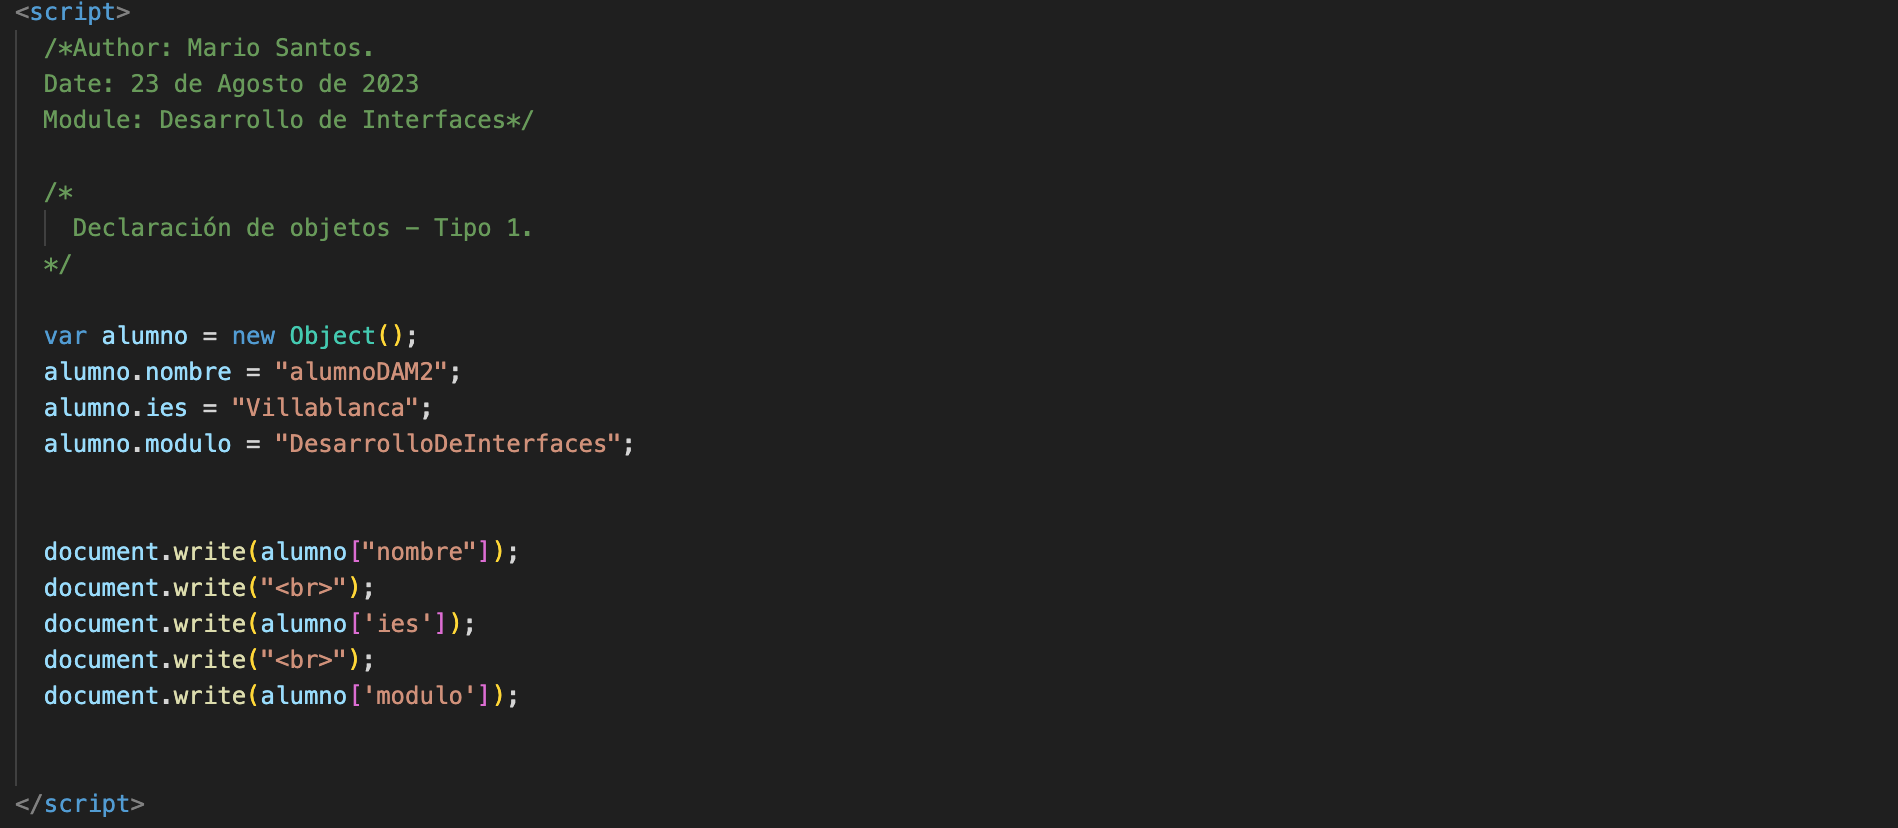 <script>
/*Author: Mario Santos.
Date: 23 de Agosto de 2023
Module: Desarrollo de Interfaces*/
/*
Declaración de objetos - Tipo 1.
*/
var alumno = new Object();
alumno.nombre = "alumnoDAM2";
alumno.ies = "Villablanca";
alumno.modulo = "DesarrolloDeInterfaces";
document.write(alumno["nombre"]);
document.write("<br>");
document.write(alumno['ies']);
document.write("<br>");
document.write(alumno['modulo']);
</script>